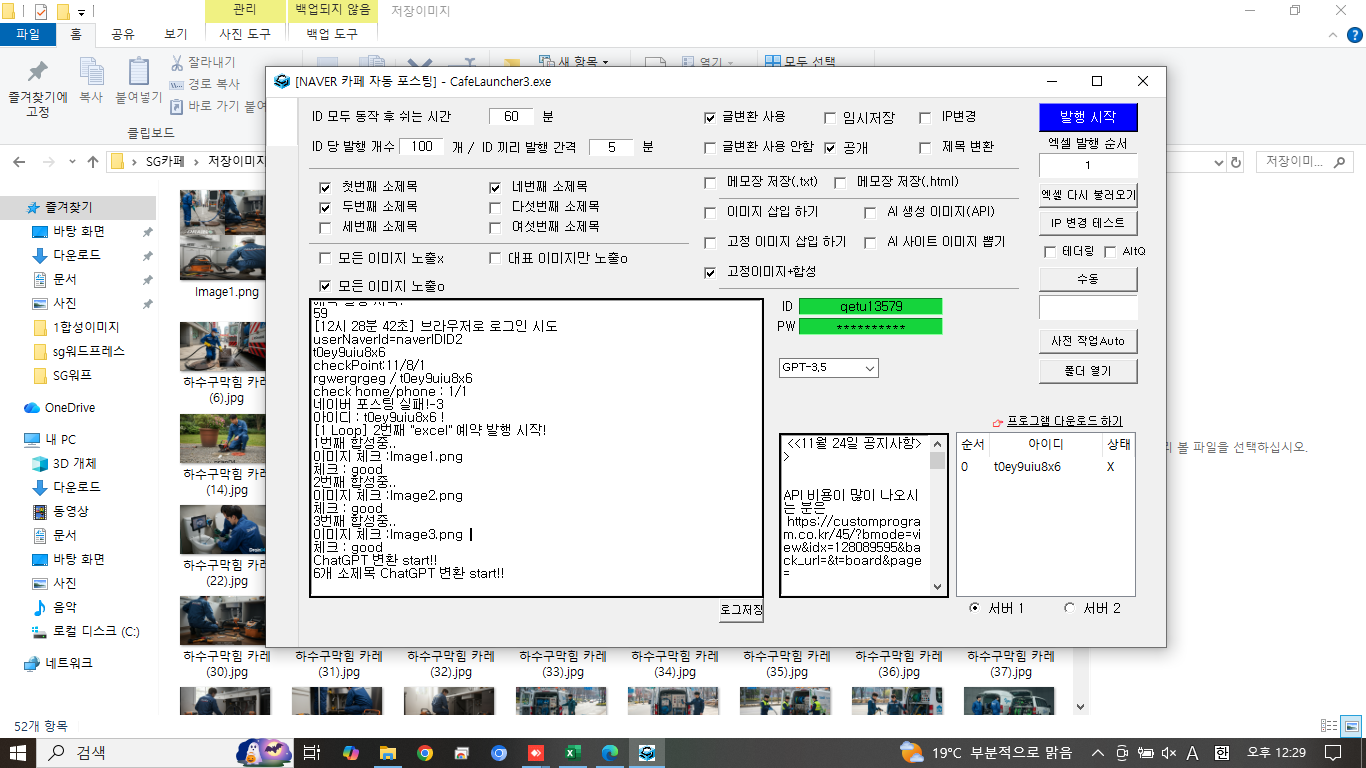 관리
백업되지 않음
저장이미지
파일
홈
공유
보기
사진 도구
백업 도구
즐겨찾기에 고정
복사
붙여넣기
잘라내기
경로 복사
바로 가기 붙여
클립보드
새 항목
열기
모두 선택
SG카페
저장이미지
저장이미...
즐겨찾기
바탕 화면
다운로드
문서
사진
1합성이미지
sg워드프레스
SG워프
OneDrive
내 PC
3D 개체
다운로드
동영상
문서
바탕 화면
사진
음악
로컬 디스크 (C:)
네트워크
52개 항목
Image1.png
하수구막힘 카페 (6).jpg
하수구막힘 카페 (14).jpg
하수구막힘 카페 (22).jpg
하수구막힘 카페 (30).jpg
하수구막힘 카페 (31).jpg
하수구막힘 카페 (32).jpg
하수구막힘 카페 (33).jpg
하수구막힘 카페 (34).jpg
하수구막힘 카페 (35).jpg
하수구막힘 카페 (36).jpg
하수구막힘 카페 (37).jpg
리 볼 파일을 선택하십시오.
[NAVER 카페 자동 포스팅] - CafeLauncher3.exe
ID 모두 동작 후 쉬는 시간 60 분
ID 당 발행 개수 100 개 / ID 끼리 발행 간격 5 분
첫번째 소제목
네번째 소제목
두번째 소제목
다섯번째 소제목
세번째 소제목
여섯번째 소제목
모든 이미지 노출x
대표 이미지만 노출o
모든 이미지 노출o
글변환 사용
임시저장
IP변경
글변환 사용 안함
공개
제목 변환
메모장 저장(.txt)
메모장 저장(.html)
이미지 삽입 하기
AI 생성 이미지(API)
고정 이미지 삽입 하기
AI 사이트 이미지 뽑기
고정이미지+합성
발행 시작
엑셀 발행 순서
1
엑셀 다시 불러오기
IP 변경 테스트
테더링
AltQ
수동
사전 작업Auto
폴더 열기
59
[12시 28분 42초] 브라우저로 로그인 시도
userNaverId=naverIDID2
t0ey9uiu8x6
checkPoint:11/8/1
rgwergrgeg / t0ey9uiu8x6
check home/phone : 1/1
네이버 포스팅 실패!-3
아이디 : t0ey9uiu8x6 !
[1 Loop] 2번째 "excel" 예약 발행 시작!
1번째 합성중..
이미지 체크 :Image1.png
체크 : good
2번째 합성중..
이미지 체크 :Image2.png
체크 : good
3번째 합성중..
이미지 체크 :Image3.png
체크 : good
ChatGPT 변환 start!!
6개 소제목 ChatGPT 변환 start!!
로그저장
ID qetu13579
PW **********
GPT-3.5
<<11월 24일 공지사항>
>
API 비용이 많이 나오시
는 분은
https://customprogra
m.co.kr/45/?bmode=vi
ew&idx=128089595&ba
ck_url=&t=board&page
=
프로그램 다운로드 하기
순서 아이디 상태
0 t0ey9uiu8x6 X
서버 1
서버 2
검색
19°C 부분적으로 맑음
A
한
오후 12:29